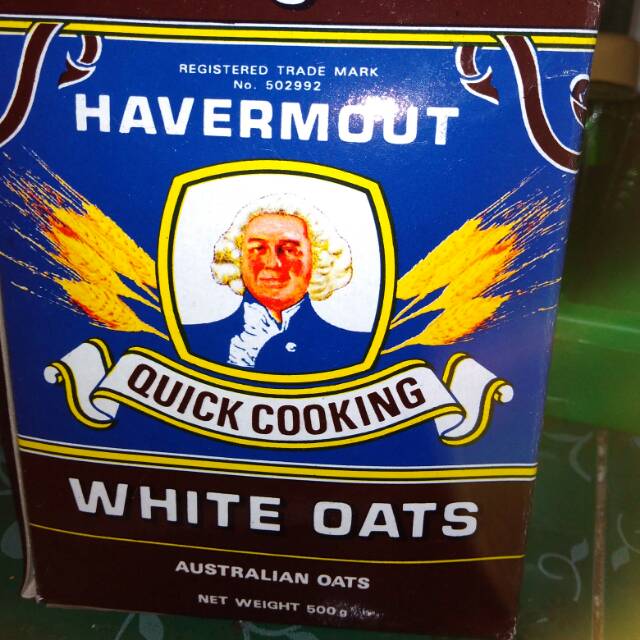 REGISTERED TRADE MARK
No. 502992
HAVERMOUT
QUICK COOKING
WHITE OATS
AUSTRALIAN OATS
NET WEIGHT 500g